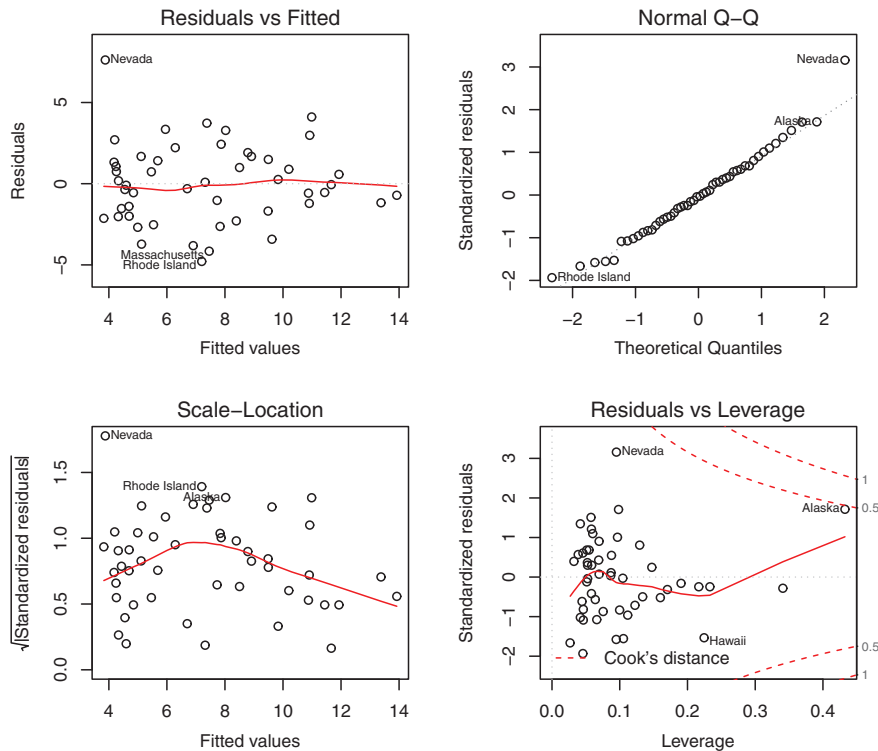 Residuals vs Fitted
Residuals
5
0
−5
Nevada
Massachusetts
Rhode Island
4 6 8 10 12 14
Fitted values
Normal Q−Q
Standardized residuals
3
2
1
0
−1
−2
Nevada
Alaska
Rhode Island
−2 −1 0 1 2
Theoretical Quantiles
Scale−Location
√|Standardized residuals|
1.5
1.0
0.5
0.0
Nevada
Rhode Island
Alaska
4 6 8 10 12 14
Fitted values
Residuals vs Leverage
Standardized residuals
3
2
1
0
−1
−2
Nevada
Alaska
Hawaii
Cook's distance
1
0.5
0.5
1
0.0 0.1 0.2 0.3 0.4
Leverage